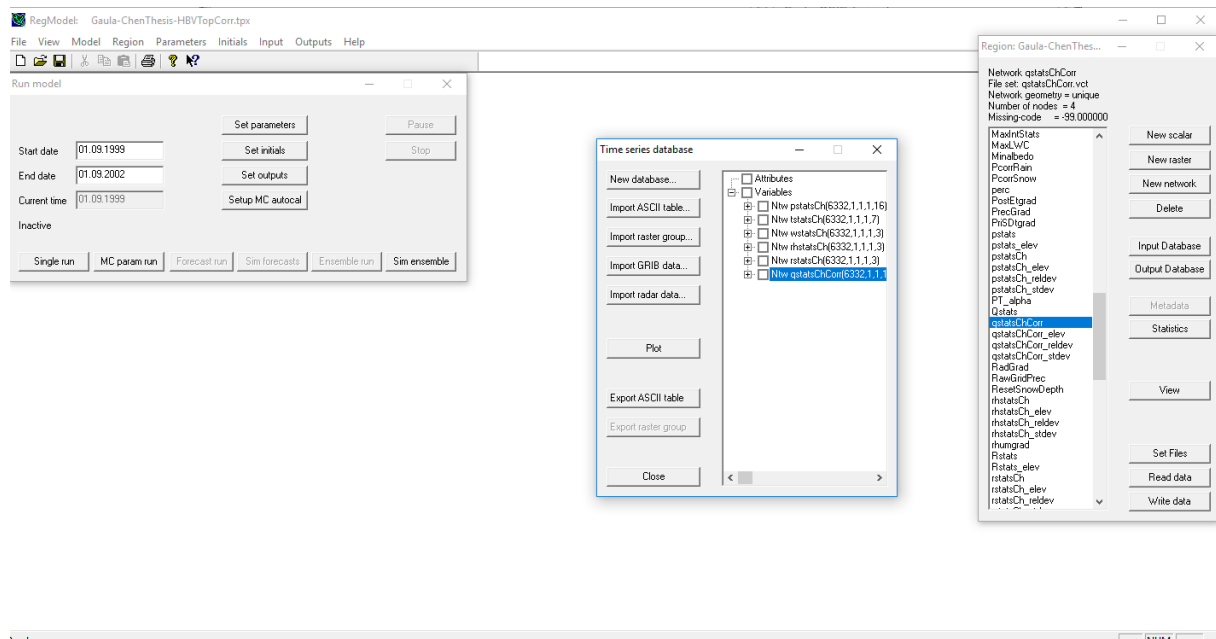 RegModel: Gaula-ChenThesis-HBVTopCorr.tpx
File View Model Region Parameters Initials Input Outputs Help
Run model
Set parameters
Pause
Start date 01.09.1999
Set initials
Stop
End date 01.09.2002
Set outputs
Current time 01.09.1999
Setup MC autocal
Inactive
Single run
MC param run
Forecast run
Sim forecasts
Ensemble run
Sim ensemble
Time series database
New database...
Import ASCII table...
Import raster group...
Import GRIB data...
Import radar data...
Plot
Export ASCII table
Export raster group
Close
Attributes
Variables
Ntw pstatsCh(6332,1,1,1,16)
Ntw tstatsCh(6332,1,1,1,7)
Ntw wstatsCh(6332,1,1,1,3)
Ntw rhstatsCh(6332,1,1,1,3)
Ntw rstatsCh(6332,1,1,1,3)
Ntw qstatsChCorr(6332,1,1,1
Region: Gaula-ChenThes...
Network qstatsChCorr
File set: qstatsChCorr.vct
Network geometry = unique
Number of nodes = 4
Missing-code = -99.000000
MaxIntStats
MaxLWC
Minalbedo
PcorrRain
PcorrSnow
perc
PostEtgrad
PrecGrad
PriSDtgrad
pstats
pstats_elev
pstatsCh
pstatsCh_elev
pstatsCh_reldev
pstatsCh_stdev
PT_alpha
Qstats
qstatsChCorr
qstatsChCorr_elev
qstatsChCorr_reldev
qstatsChCorr_stdev
RadGrad
RawGridPrec
ResetSnowDepth
rhstatsCh
rhstatsCh_elev
rhstatsCh_reldev
rhstatsCh_stdev
rhumgrad
Rstats
Rstats_elev
rstatsCh
rstatsCh_elev
rstatsCh_reldev
New scalar
New raster
New network
Delete
Input Database
Output Database
Metadata
Statistics
View
Set Files
Read data
Write data